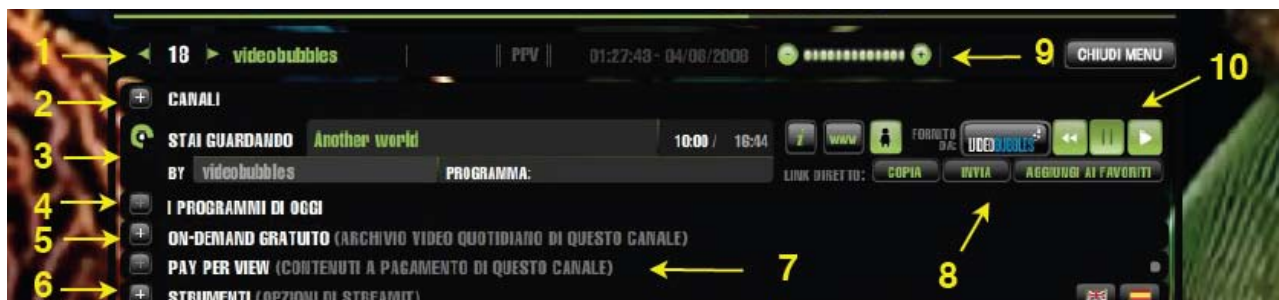 1 18 videobubbles PPV 01:27:43 - 04/06/2008 9 CHIUDI MENU
10
2 CANALI
STAI GUARDANDO Another world 10:00 / 16:44 i www FORNITO DA: VIDEOBUBBLES
3
BY videobubbles PROGRAMMA: LINK DIRETTO: COPIA INVIA AGGIUNGI AI FAVORITI
4 I PROGRAMMI DI OGGI
5 ON-DEMAND GRATUITO (ARCHIVIO VIDEO QUOTIDIANO DI QUESTO CANALE)
PAY PER VIEW (CONTENUTI A PAGAMENTO DI QUESTO CANALE) 7 8
6 STRUMENTI (OPZIONI DI STREAMIT)